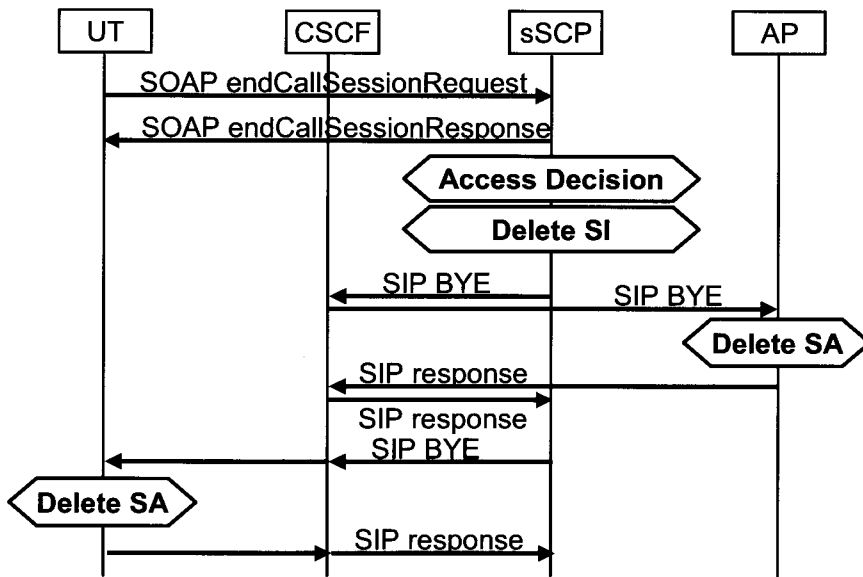 UT CSCF sSCP AP
SOAP endCallSessionRequest
SOAP endCallSessionResponse
Access Decision
Delete SI
SIP BYE
SIP BYE
Delete SA
SIP response
SIP response
SIP BYE
Delete SA
SIP response